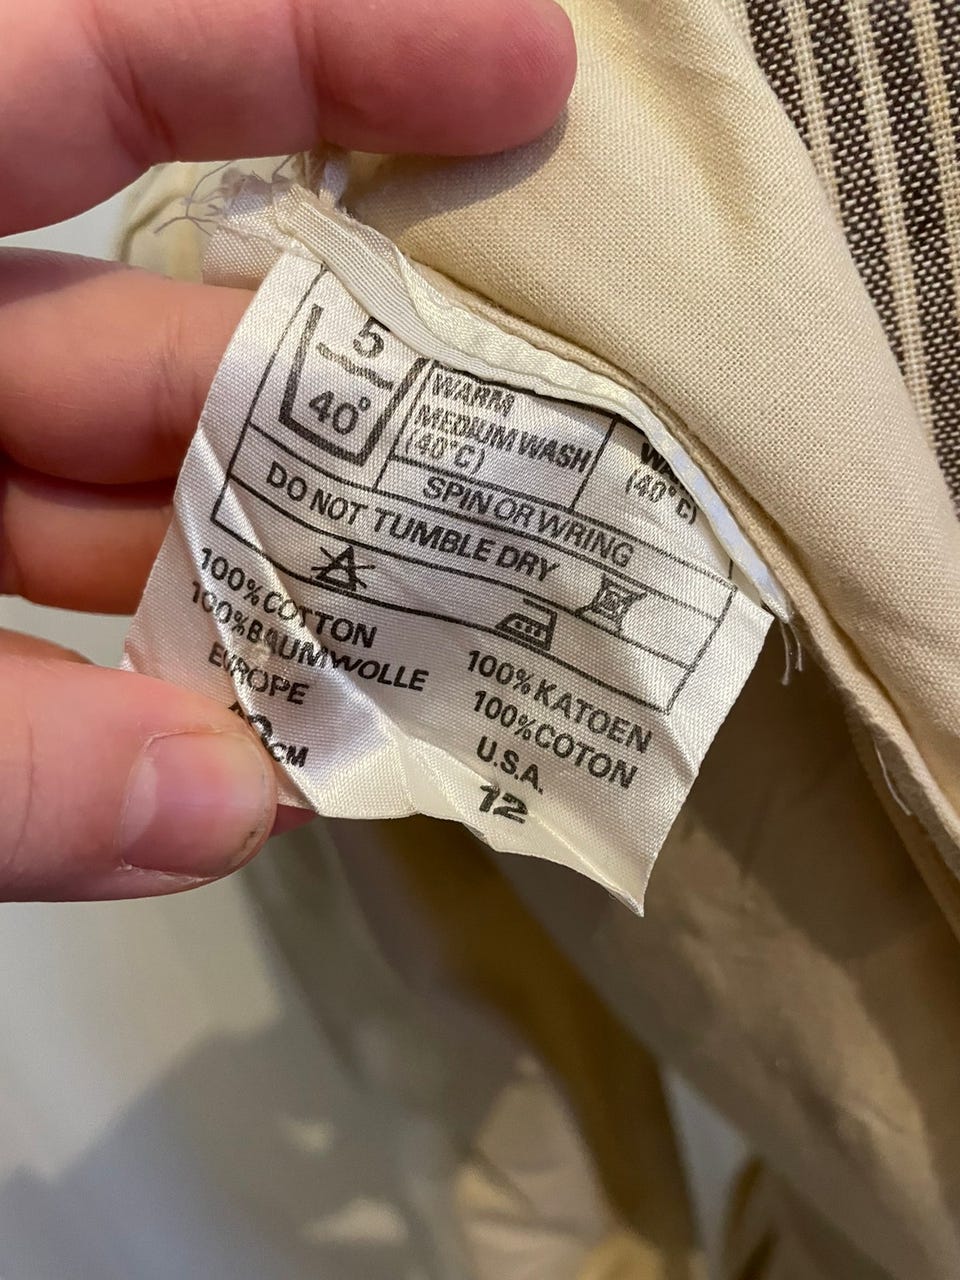 5
40°
WARM
MEDIUM WASH
(40°C)
(40°C)
SPIN OR WRING
DO NOT TUMBLE DRY
100% COTTON
100% BAUMWOLLE
EUROPE
CM
100% KATOEN
100% COTON
U.S.A.
12